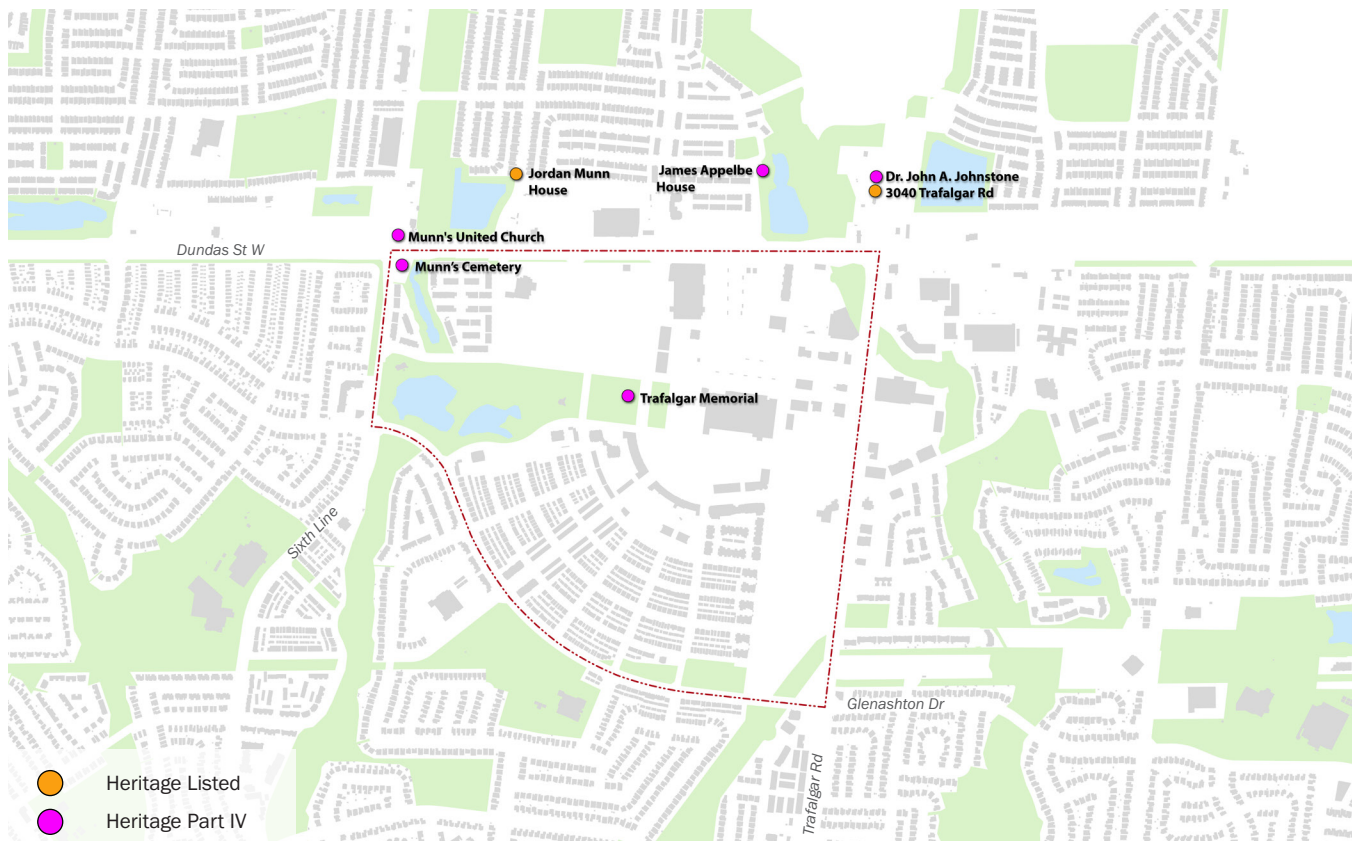 Jordan Munn
House
James Appelbe
House
Dr. John A. Johnstone
3040 Trafalgar Rd
Munn's United Church
Dundas St W
Munn's Cemetery
Trafalgar Memorial
Sixth Line
Glenashton Dr
Trafalgar Rd
Heritage Listed
Heritage Part IV